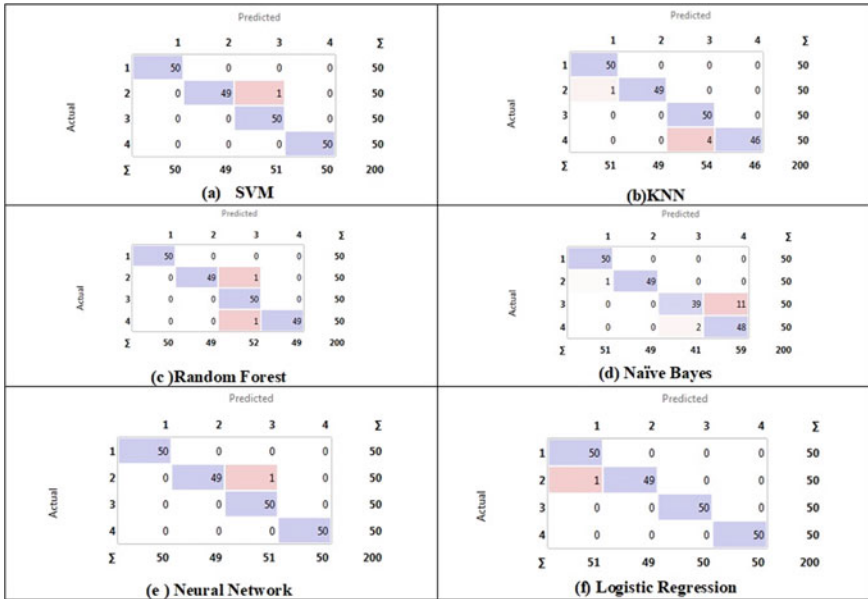 Predicted
1 2 3 4 Σ
1 50 0 0 0 50
2 0 49 1 0 50
Actual
3 0 0 50 0 50
4 0 0 0 50 50
Σ 50 49 51 50 200
(a) SVM
Predicted
1 2 3 4 Σ
1 50 0 0 0 50
2 1 49 0 0 50
Actual
3 0 0 50 0 50
4 0 0 4 46 50
Σ 51 49 54 46 200
(b)KNN
Predicted
1 2 3 4 Σ
1 50 0 0 0 50
2 0 49 1 0 50
Actual
3 0 0 50 0 50
4 0 0 1 49 50
Σ 50 49 52 49 200
(c )Random Forest
Predicted
1 2 3 4 Σ
1 50 0 0 0 50
2 1 49 0 0 50
Actual
3 0 0 39 11 50
4 0 0 2 48 50
Σ 51 49 41 59 200
(d) Naïve Bayes
Predicted
1 2 3 4 Σ
1 50 0 0 0 50
2 0 49 1 0 50
Actual
3 0 0 50 0 50
4 0 0 0 50 50
Σ 50 49 51 50 200
(e ) Neural Network
Predicted
1 2 3 4 Σ
1 50 0 0 0 50
2 1 49 0 0 50
Actual
3 0 0 50 0 50
4 0 0 0 50 50
Σ 51 49 50 50 200
(f) Logistic Regression